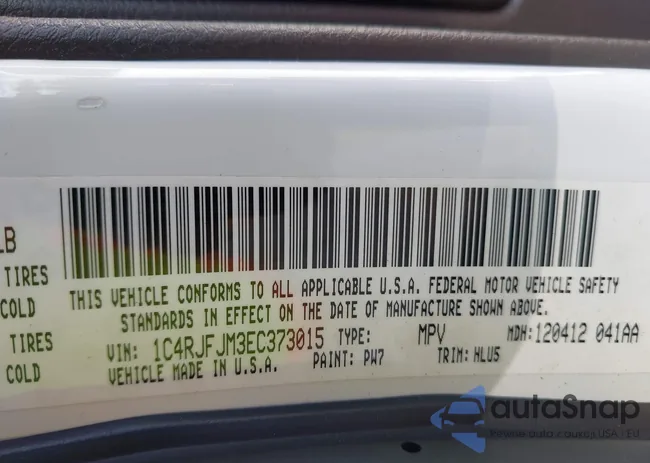 LB
TIRES
COLD
TIRES
COLD
THIS VEHICLE CONFORMS TO ALL APPLICABLE U.S.A. FEDERAL MOTOR VEHICLE SAFETY
STANDARDS IN EFFECT ON THE DATE OF MANUFACTURE SHOWN ABOVE.
VIN: 1C4RJFJM3EC373015 TYPE: MPV MDH: 120412 041AA
VEHICLE MADE IN U.S.A. PAINT: PW7 TRIM: HLU5
autoSnap